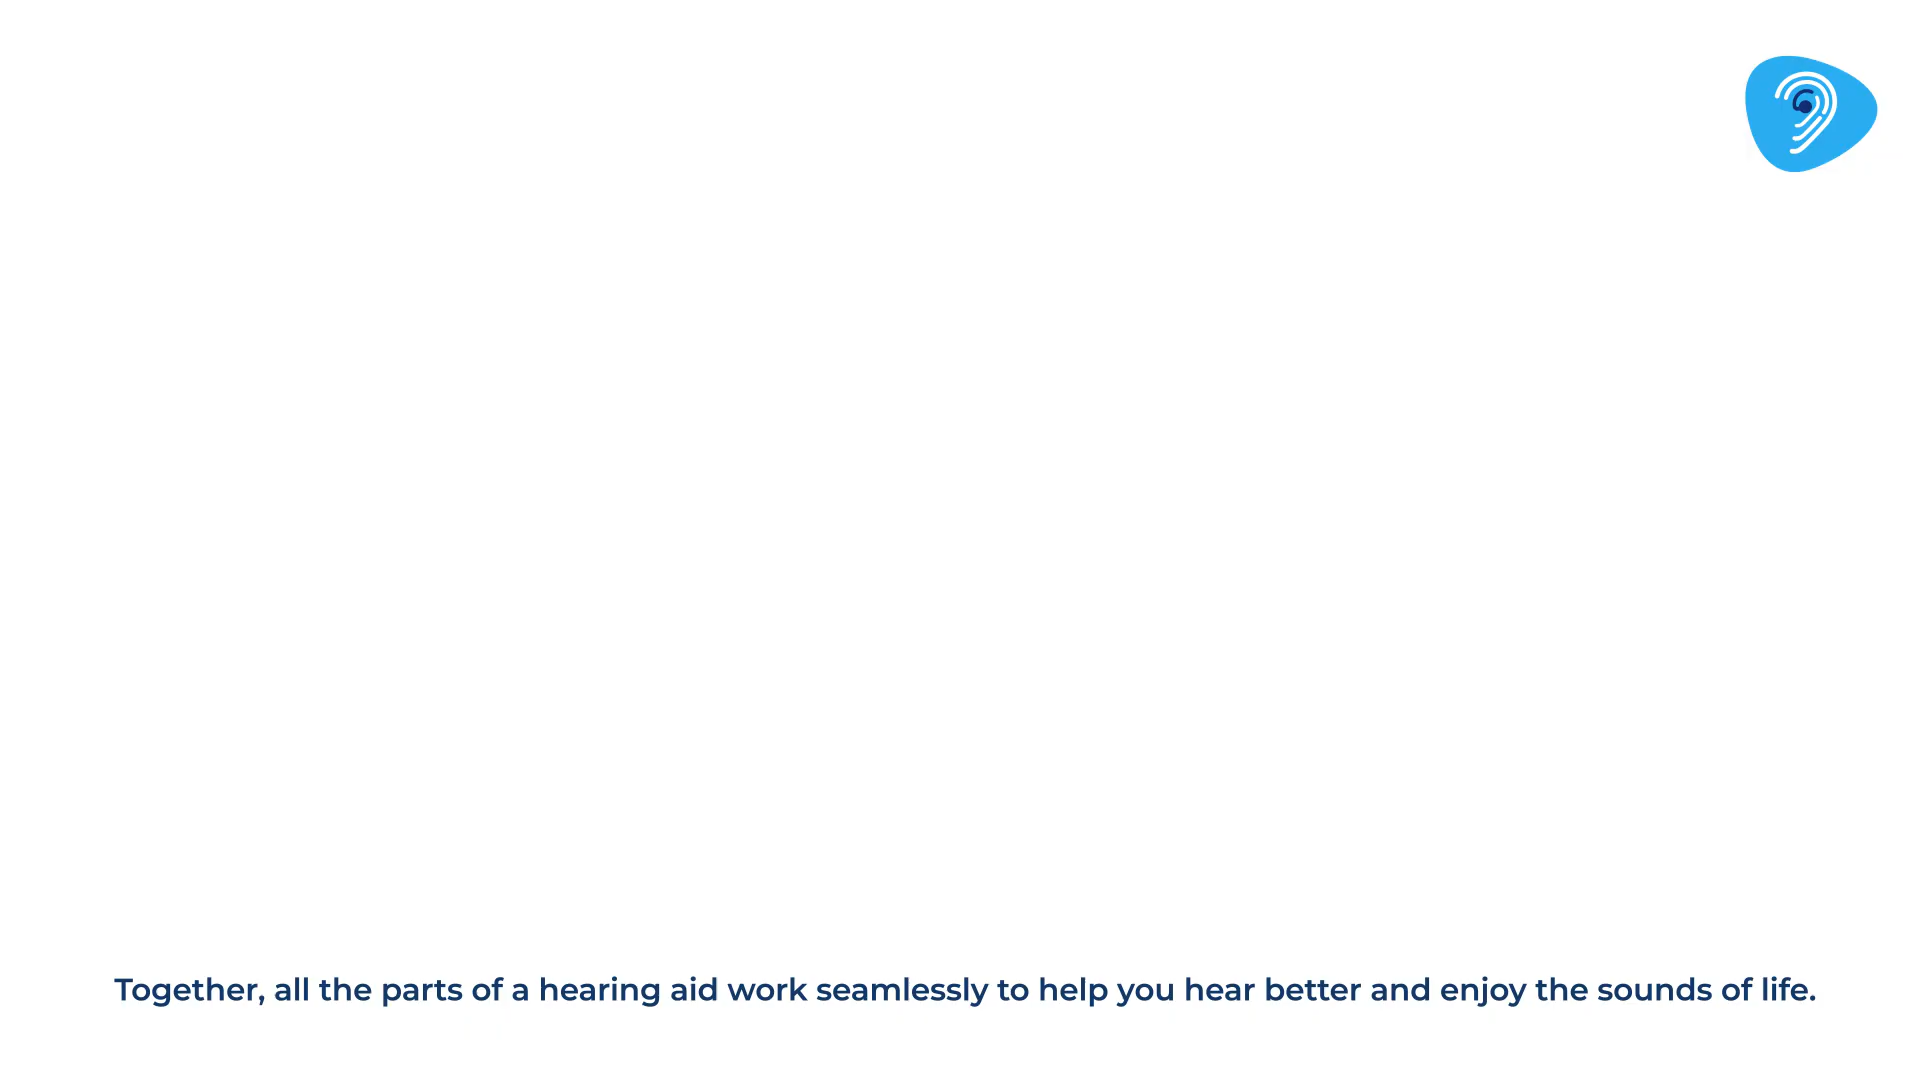 Together, all the parts of a hearing aid work seamlessly to help you hear better and enjoy the sounds of life.